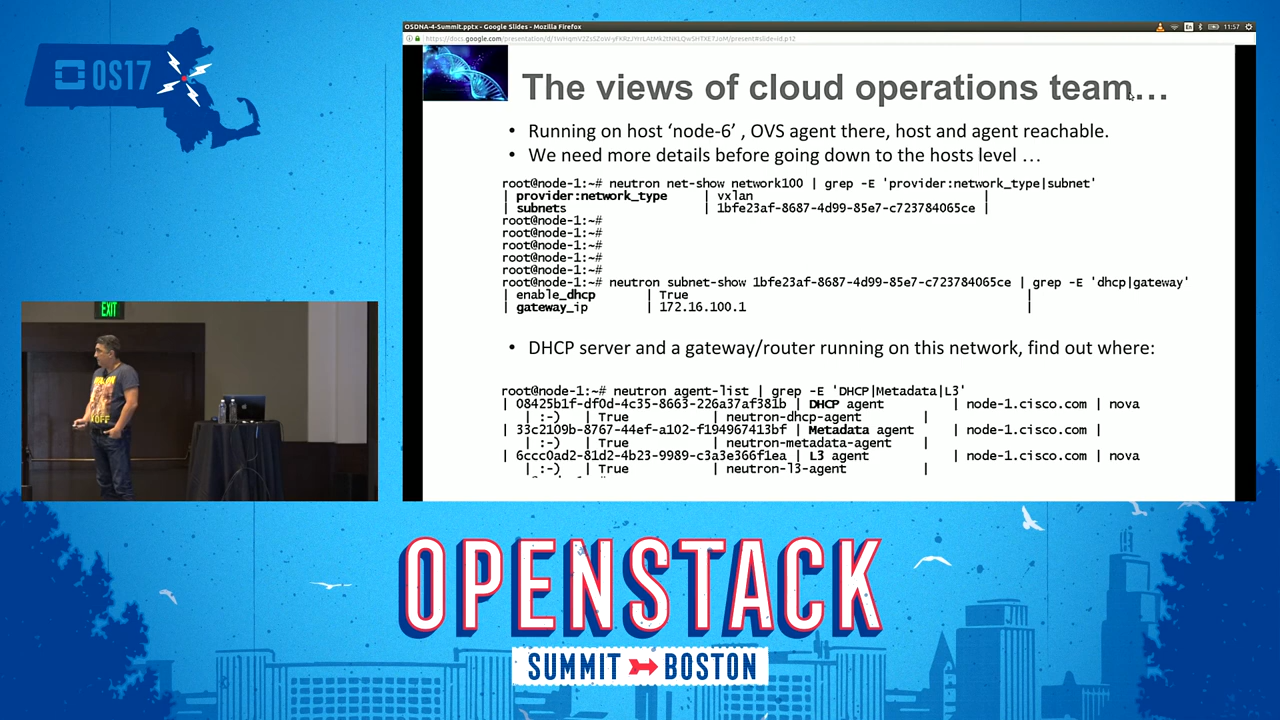 OS17
EXIT
OSDNA-4-Summit.pptx - Google Slides - Mozilla Firefox
En
11:57
The views of cloud operations team…
• Running on host ‘node-6’ , OVS agent there, host and agent reachable.
• We need more details before going down to the hosts level …
root@node-1:~# neutron net-show network100 | grep -E 'provider:network_type|subnet'
| provider:network_type | vxlan |
| subnets | 1bfe23af-8687-4d99-85e7-c723784065ce |
root@node-1:~#
root@node-1:~#
root@node-1:~#
root@node-1:~#
root@node-1:~#
root@node-1:~# neutron subnet-show 1bfe23af-8687-4d99-85e7-c723784065ce | grep -E 'dhcp|gateway'
| enable_dhcp | True |
| gateway_ip | 172.16.100.1 |
• DHCP server and a gateway/router running on this network, find out where:
root@node-1:~# neutron agent-list | grep -E 'DHCP|Metadata|L3'
| 08425b1f-df0d-4c35-8663-226a37af381b | DHCP agent | node-1.cisco.com | nova
| :-) | True | neutron-dhcp-agent |
| 33c2109b-8767-44ef-a102-f194967413bf | Metadata agent | node-1.cisco.com |
| :-) | True | neutron-metadata-agent |
| 6ccc0ad2-81d2-4b23-9989-c3a3e366f1ea | L3 agent | node-1.cisco.com | nova
| :-) | True | neutron-l3-agent |
OPENSTACK
SUMMIT BOSTON